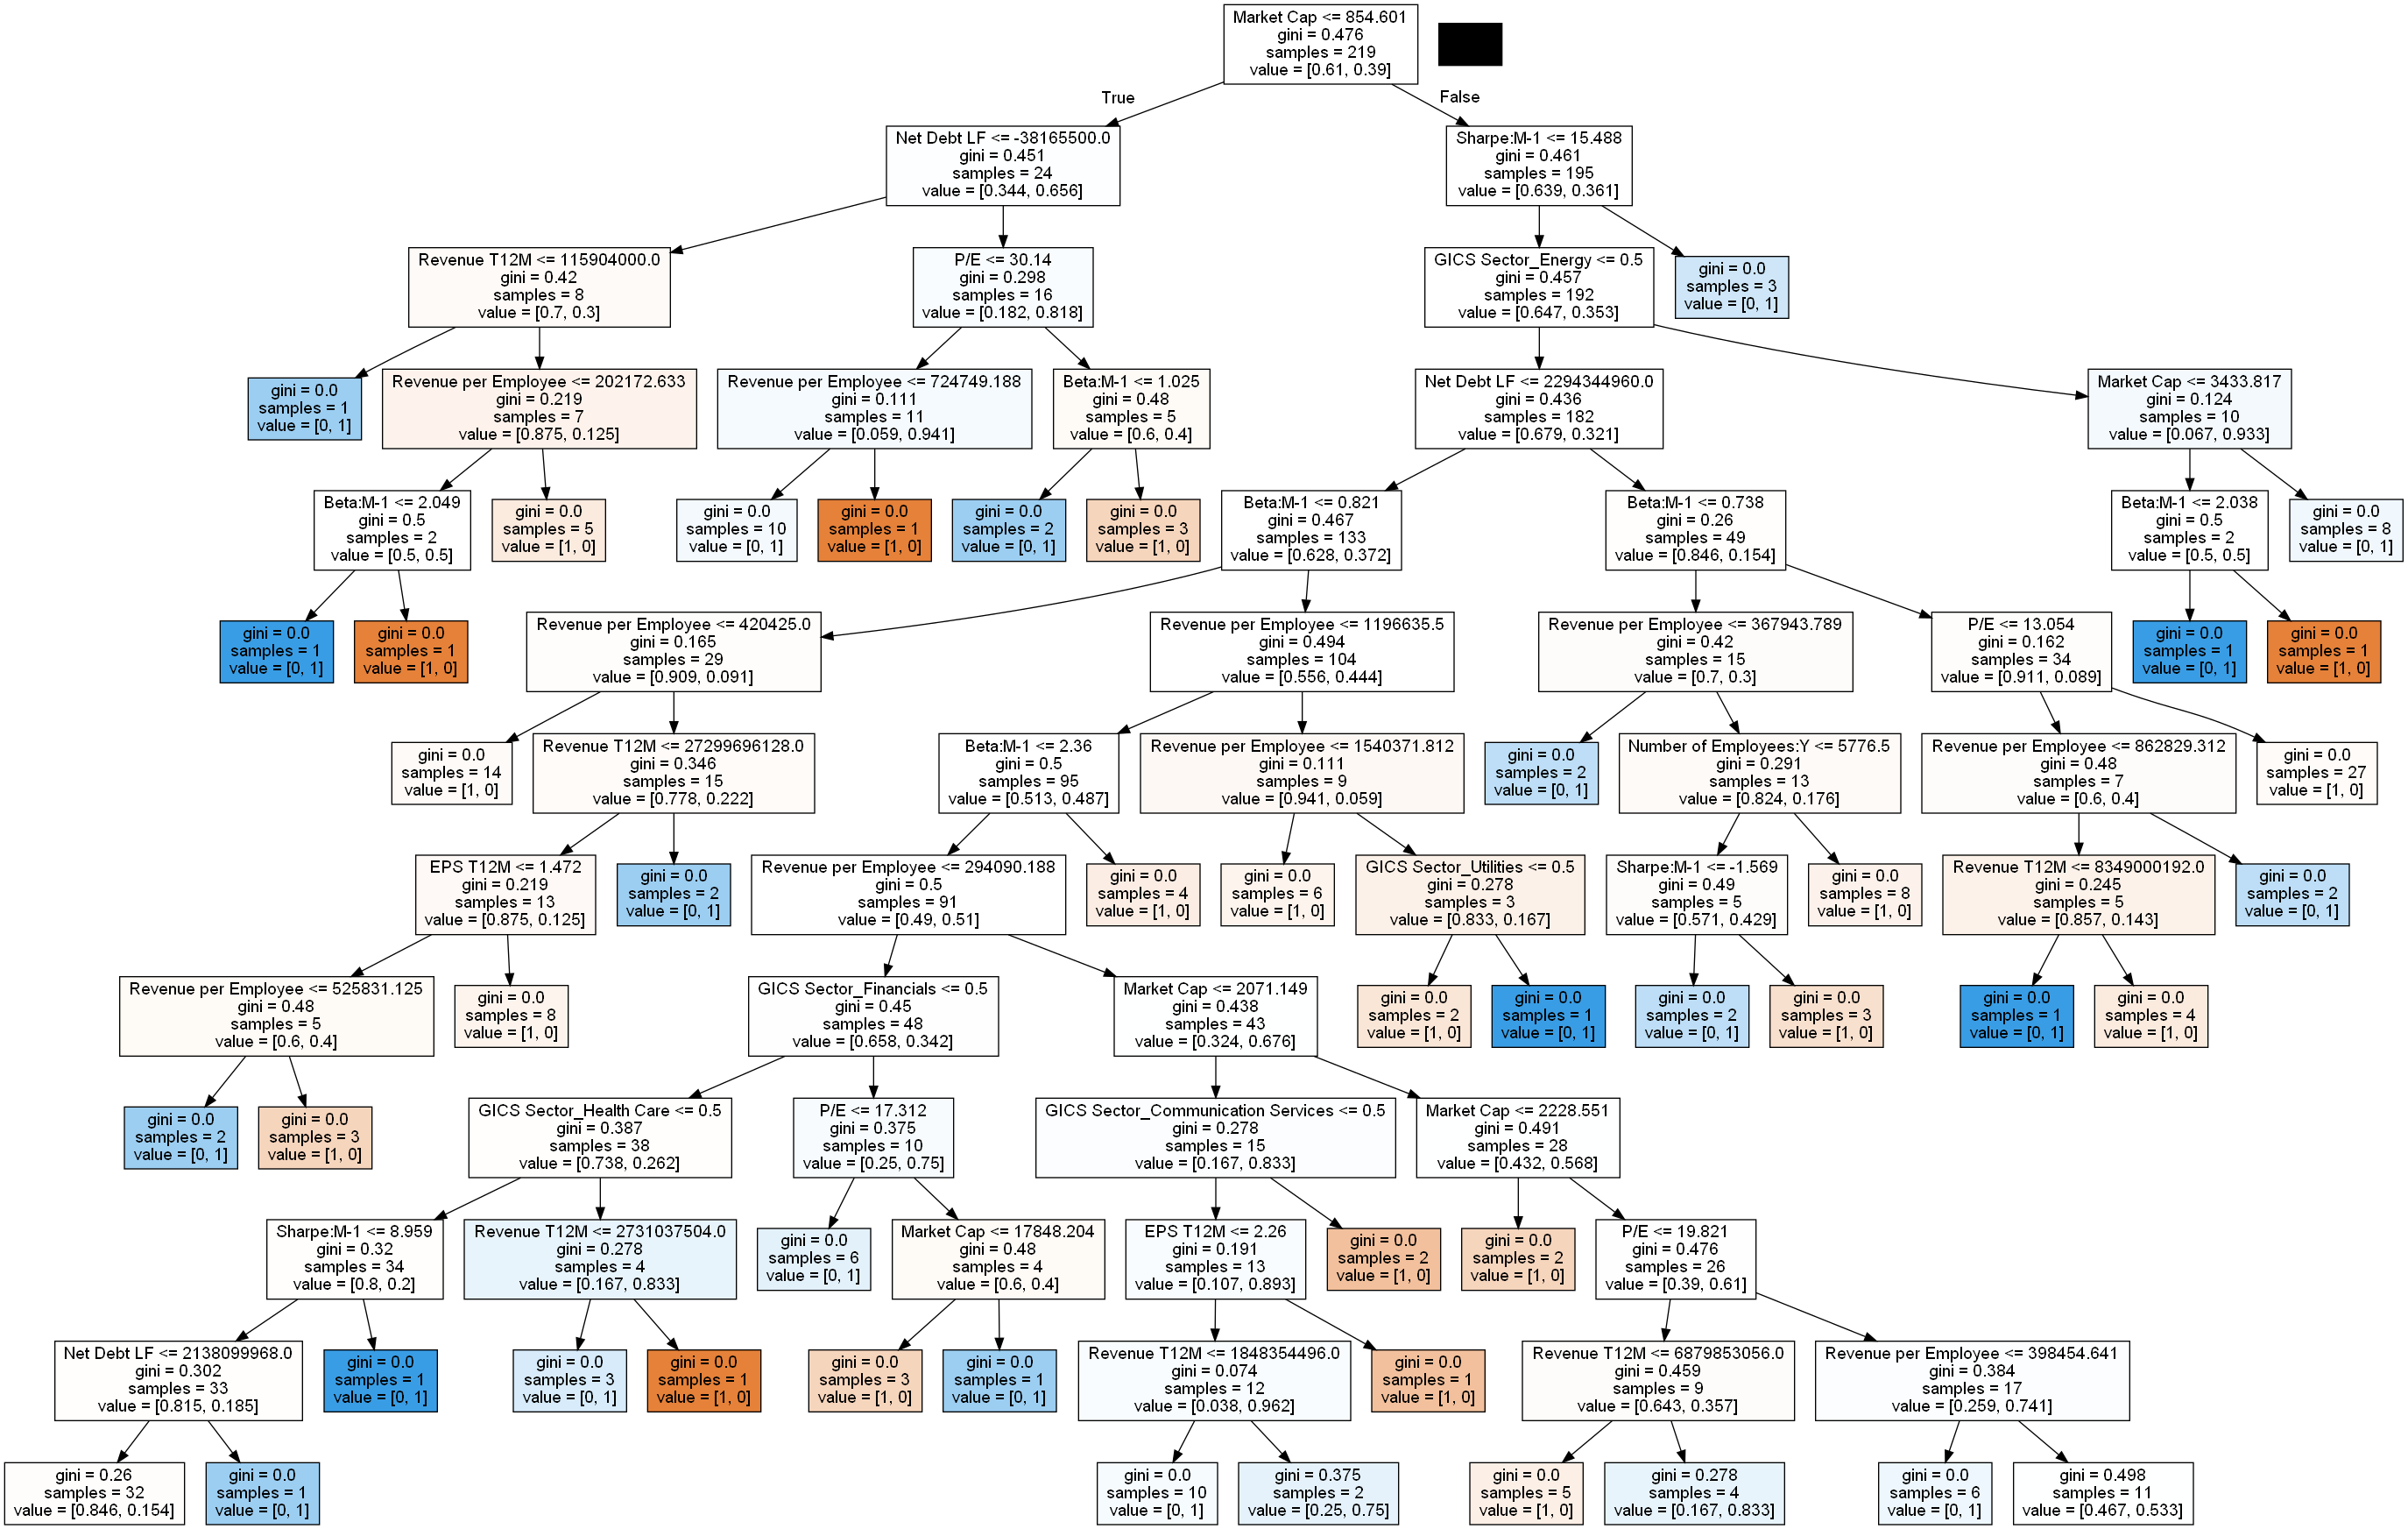 Market Cap <= 854.601
gini = 0.476
samples = 219
value = [0.61, 0.39]
True
False
Net Debt LF <= -38165500.0
gini = 0.451
samples = 24
value = [0.344, 0.656]
Sharpe:M-1 <= 15.488
gini = 0.461
samples = 195
value = [0.639, 0.361]
Revenue T12M <= 115904000.0
gini = 0.42
samples = 8
value = [0.7, 0.3]
P/E <= 30.14
gini = 0.298
samples = 16
value = [0.182, 0.818]
GICS Sector_Energy <= 0.5
gini = 0.457
samples = 192
value = [0.647, 0.353]
gini = 0.0
samples = 3
value = [0, 1]
gini = 0.0
samples = 1
value = [0, 1]
Revenue per Employee <= 202172.633
gini = 0.219
samples = 7
value = [0.875, 0.125]
Revenue per Employee <= 724749.188
gini = 0.111
samples = 11
value = [0.059, 0.941]
Beta:M-1 <= 1.025
gini = 0.48
samples = 5
value = [0.6, 0.4]
Net Debt LF <= 2294344960.0
gini = 0.436
samples = 182
value = [0.679, 0.321]
Market Cap <= 3433.817
gini = 0.124
samples = 10
value = [0.067, 0.933]
Beta:M-1 <= 2.049
gini = 0.5
samples = 2
value = [0.5, 0.5]
gini = 0.0
samples = 5
value = [1, 0]
gini = 0.0
samples = 10
value = [0, 1]
gini = 0.0
samples = 1
value = [1, 0]
gini = 0.0
samples = 2
value = [0, 1]
gini = 0.0
samples = 3
value = [1, 0]
Beta:M-1 <= 0.821
gini = 0.467
samples = 133
value = [0.628, 0.372]
Beta:M-1 <= 0.738
gini = 0.26
samples = 49
value = [0.846, 0.154]
Beta:M-1 <= 2.038
gini = 0.5
samples = 2
value = [0.5, 0.5]
gini = 0.0
samples = 8
value = [0, 1]
gini = 0.0
samples = 1
value = [0, 1]
gini = 0.0
samples = 1
value = [1, 0]
Revenue per Employee <= 420425.0
gini = 0.165
samples = 29
value = [0.909, 0.091]
Revenue per Employee <= 1196635.5
gini = 0.494
samples = 104
value = [0.556, 0.444]
Revenue per Employee <= 367943.789
gini = 0.42
samples = 15
value = [0.7, 0.3]
P/E <= 13.054
gini = 0.162
samples = 34
value = [0.911, 0.089]
gini = 0.0
samples = 1
value = [0, 1]
gini = 0.0
samples = 1
value = [1, 0]
gini = 0.0
samples = 14
value = [1, 0]
Revenue T12M <= 27299696128.0
gini = 0.346
samples = 15
value = [0.778, 0.222]
Beta:M-1 <= 2.36
gini = 0.5
samples = 95
value = [0.513, 0.487]
Revenue per Employee <= 1540371.812
gini = 0.111
samples = 9
value = [0.941, 0.059]
gini = 0.0
samples = 2
value = [0, 1]
Number of Employees:Y <= 5776.5
gini = 0.291
samples = 13
value = [0.824, 0.176]
Revenue per Employee <= 862829.312
gini = 0.48
samples = 7
value = [0.6, 0.4]
gini = 0.0
samples = 27
value = [1, 0]
EPS T12M <= 1.472
gini = 0.219
samples = 13
value = [0.875, 0.125]
gini = 0.0
samples = 2
value = [0, 1]
Revenue per Employee <= 294090.188
gini = 0.5
samples = 91
value = [0.49, 0.51]
gini = 0.0
samples = 4
value = [1, 0]
gini = 0.0
samples = 6
value = [1, 0]
GICS Sector_Utilities <= 0.5
gini = 0.278
samples = 3
value = [0.833, 0.167]
Sharpe:M-1 <= -1.569
gini = 0.49
samples = 5
value = [0.571, 0.429]
gini = 0.0
samples = 8
value = [1, 0]
Revenue T12M <= 8349000192.0
gini = 0.245
samples = 5
value = [0.857, 0.143]
gini = 0.0
samples = 2
value = [0, 1]
Revenue per Employee <= 525831.125
gini = 0.48
samples = 5
value = [0.6, 0.4]
gini = 0.0
samples = 8
value = [1, 0]
GICS Sector_Financials <= 0.5
gini = 0.45
samples = 48
value = [0.658, 0.342]
Market Cap <= 2071.149
gini = 0.438
samples = 43
value = [0.324, 0.676]
gini = 0.0
samples = 2
value = [1, 0]
gini = 0.0
samples = 1
value = [0, 1]
gini = 0.0
samples = 2
value = [0, 1]
gini = 0.0
samples = 3
value = [1, 0]
gini = 0.0
samples = 1
value = [0, 1]
gini = 0.0
samples = 4
value = [1, 0]
gini = 0.0
samples = 2
value = [0, 1]
gini = 0.0
samples = 3
value = [1, 0]
GICS Sector_Health Care <= 0.5
gini = 0.387
samples = 38
value = [0.738, 0.262]
P/E <= 17.312
gini = 0.375
samples = 10
value = [0.25, 0.75]
GICS Sector_Communication Services <= 0.5
gini = 0.278
samples = 15
value = [0.167, 0.833]
Market Cap <= 2228.551
gini = 0.491
samples = 28
value = [0.432, 0.568]
Sharpe:M-1 <= 8.959
gini = 0.32
samples = 34
value = [0.8, 0.2]
Revenue T12M <= 2731037504.0
gini = 0.278
samples = 4
value = [0.167, 0.833]
gini = 0.0
samples = 6
value = [0, 1]
Market Cap <= 17848.204
gini = 0.48
samples = 4
value = [0.6, 0.4]
EPS T12M <= 2.26
gini = 0.191
samples = 13
value = [0.107, 0.893]
gini = 0.0
samples = 2
value = [1, 0]
gini = 0.0
samples = 2
value = [1, 0]
P/E <= 19.821
gini = 0.476
samples = 26
value = [0.39, 0.61]
Net Debt LF <= 2138099968.0
gini = 0.302
samples = 33
value = [0.815, 0.185]
gini = 0.0
samples = 1
value = [0, 1]
gini = 0.0
samples = 3
value = [0, 1]
gini = 0.0
samples = 1
value = [1, 0]
gini = 0.0
samples = 3
value = [1, 0]
gini = 0.0
samples = 1
value = [0, 1]
Revenue T12M <= 1848354496.0
gini = 0.074
samples = 12
value = [0.038, 0.962]
gini = 0.0
samples = 1
value = [1, 0]
Revenue T12M <= 6879853056.0
gini = 0.459
samples = 9
value = [0.643, 0.357]
Revenue per Employee <= 398454.641
gini = 0.384
samples = 17
value = [0.259, 0.741]
gini = 0.26
samples = 32
value = [0.846, 0.154]
gini = 0.0
samples = 1
value = [0, 1]
gini = 0.0
samples = 10
value = [0, 1]
gini = 0.375
samples = 2
value = [0.25, 0.75]
gini = 0.0
samples = 5
value = [1, 0]
gini = 0.278
samples = 4
value = [0.167, 0.833]
gini = 0.0
samples = 6
value = [0, 1]
gini = 0.498
samples = 11
value = [0.467, 0.533]